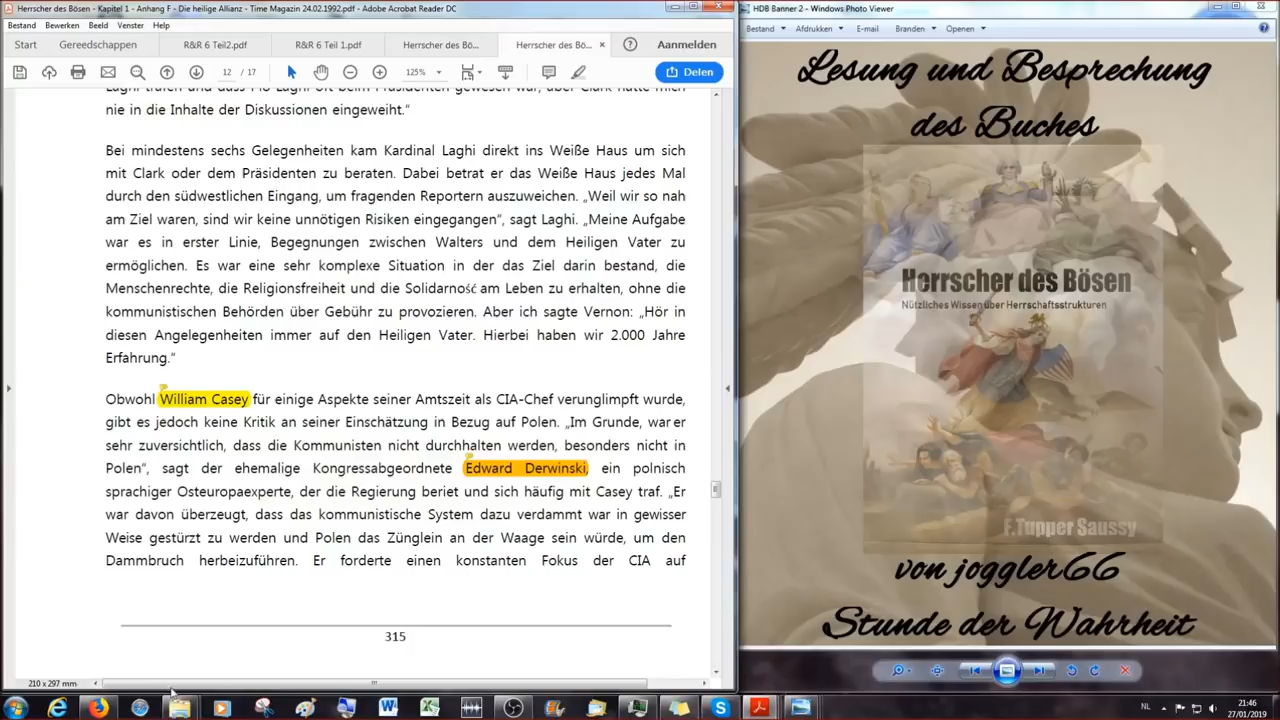 Herrscher des Bösen - Kapitel 1 - Anhang F - Die heilige Allianz - Time Magazin 24.02.1992.pdf - Adobe Acrobat Reader DC
Bestand Bewerken Beeld Venster Help
Start Gereedschappen R&R 6 Teil2.pdf R&R 6 Teil 1.pdf Herrscher des Bö... Herrscher des Bö... × Anmelden
12 / 17 125% Delen
nie in die Inhalte der Diskussionen eingeweiht.“
Bei mindestens sechs Gelegenheiten kam Kardinal Laghi direkt ins Weiße Haus um sich
mit Clark oder dem Präsidenten zu beraten. Dabei betrat er das Weiße Haus jedes Mal
durch den südwestlichen Eingang, um fragenden Reportern auszuweichen. „Weil wir so nah
am Ziel waren, sind wir keine unnötigen Risiken eingegangen“, sagt Laghi. „Meine Aufgabe
war es in erster Linie, Begegnungen zwischen Walters und dem Heiligen Vater zu
ermöglichen. Es war eine sehr komplexe Situation in der das Ziel darin bestand, die
Menschenrechte, die Religionsfreiheit und die Solidarność am Leben zu erhalten, ohne die
kommunistischen Behörden über Gebühr zu provozieren. Aber ich sagte Vernon: „Hör in
diesen Angelegenheiten immer auf den Heiligen Vater. Hierbei haben wir 2.000 Jahre
Erfahrung.“
Obwohl William Casey für einige Aspekte seiner Amtszeit als CIA-Chef verunglimpft wurde,
gibt es jedoch keine Kritik an seiner Einschätzung in Bezug auf Polen. „Im Grunde, war er
sehr zuversichtlich, dass die Kommunisten nicht durchhalten werden, besonders nicht in
Polen“, sagt der ehemalige Kongressabgeordnete Edward Derwinski, ein polnisch
sprachiger Osteuropaexperte, der die Regierung beriet und sich häufig mit Casey traf. „Er
war davon überzeugt, dass das kommunistische System dazu verdammt war in gewisser
Weise gestürzt zu werden und Polen das Zünglein an der Waage sein würde, um den
Dammbruch herbeizuführen. Er forderte einen konstanten Fokus der CIA auf
315
210 x 297 mm
HDB Banner 2 - Windows Photo Viewer
Bestand Afdrukken E-mail Branden Openen
Lesung und Besprechung
des Buches
Herrscher des Bösen
Nützliches Wissen über Herrschaftsstrukturen
F.Tupper Saussy
von joggler66
Stunde der Wahrheit
NL 21:46
27/01/2019